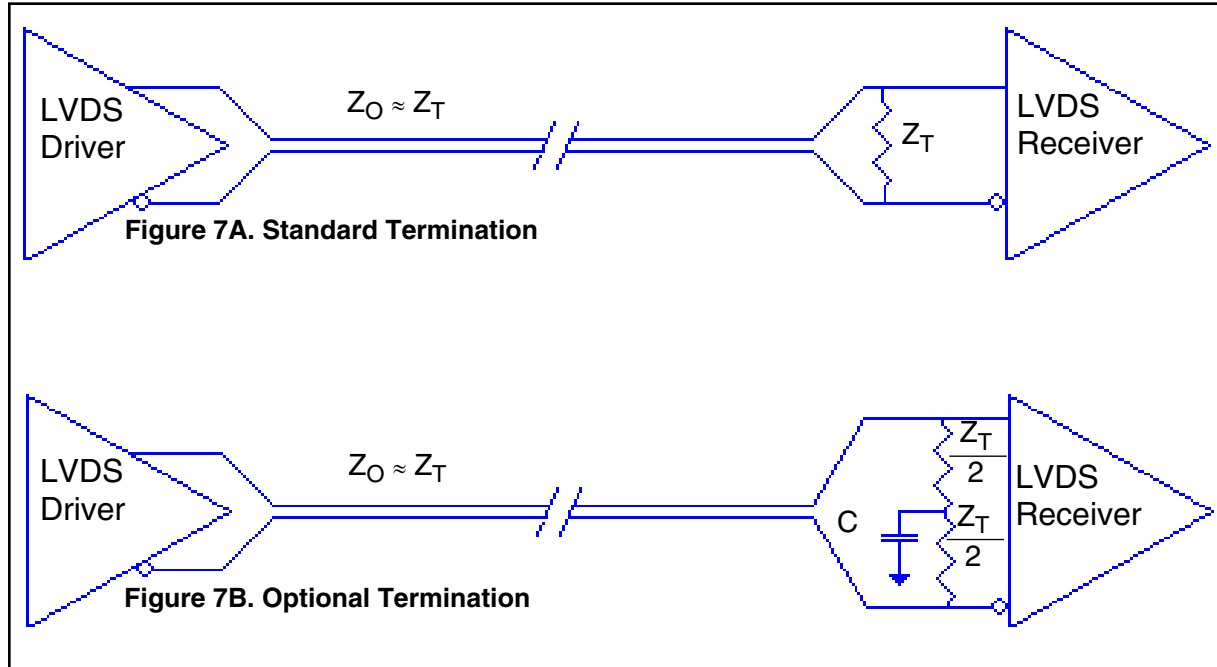 LVDS
Driver
Z_O ≈ Z_T
Z_T
LVDS
Receiver
Figure 7A. Standard Termination
LVDS
Driver
Z_O ≈ Z_T
C
Z_T
2
Z_T
2
LVDS
Receiver
Figure 7B. Optional Termination